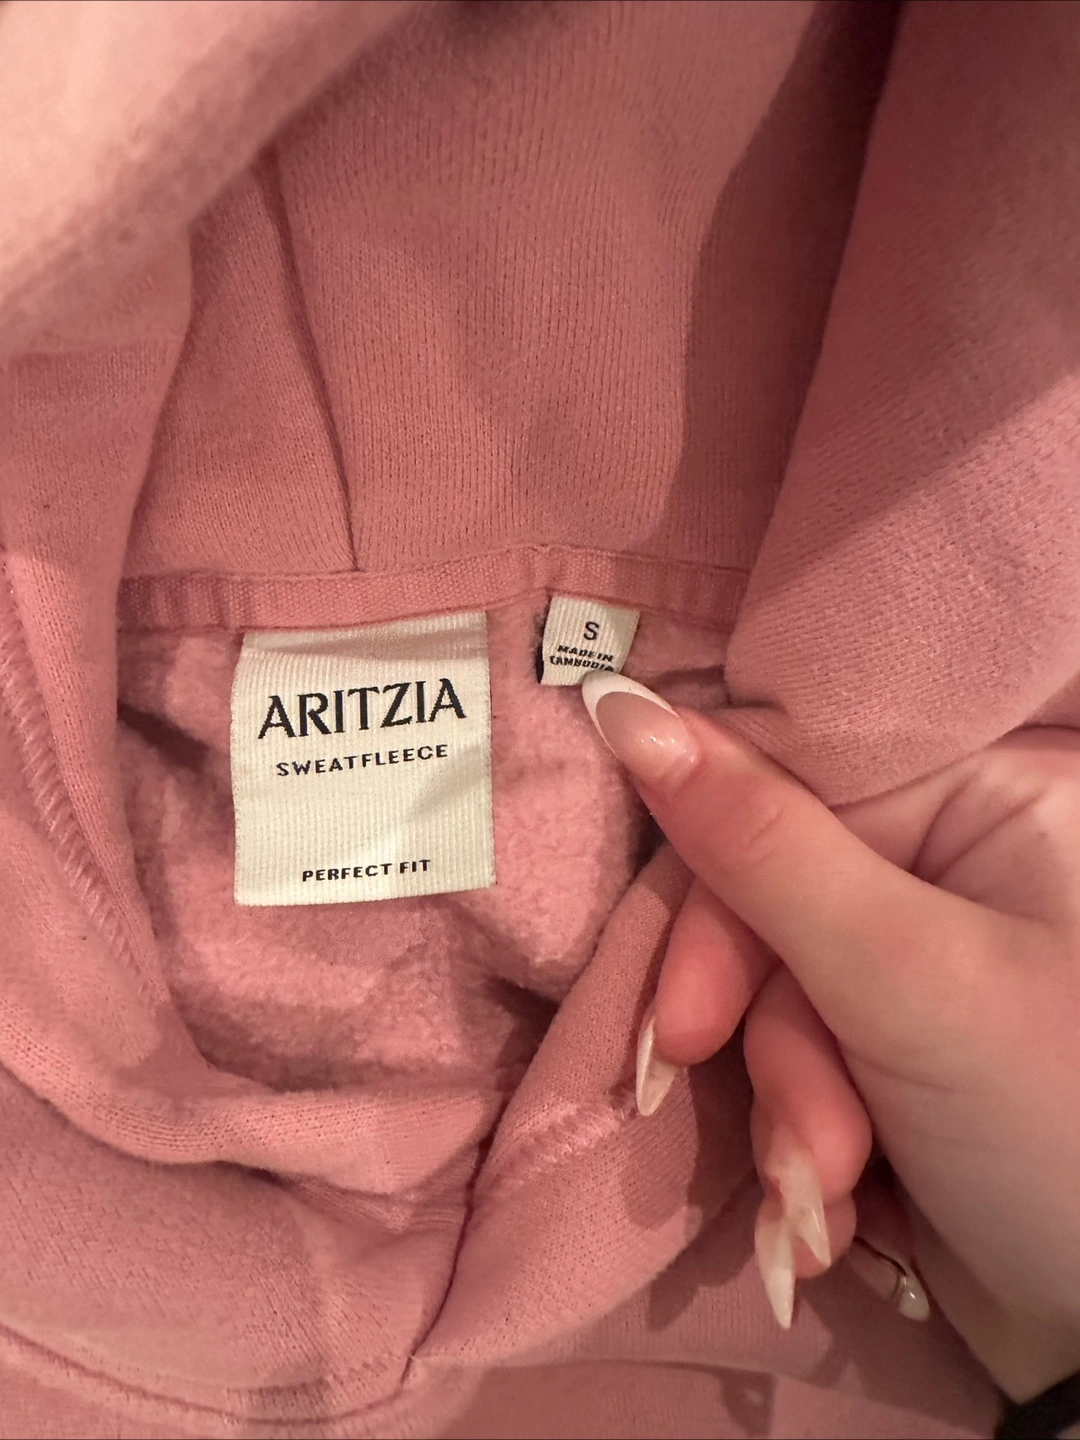 ARITZIA
SWEATFLEECE
PERFECT FIT
S
MADE IN
CAMBODIA